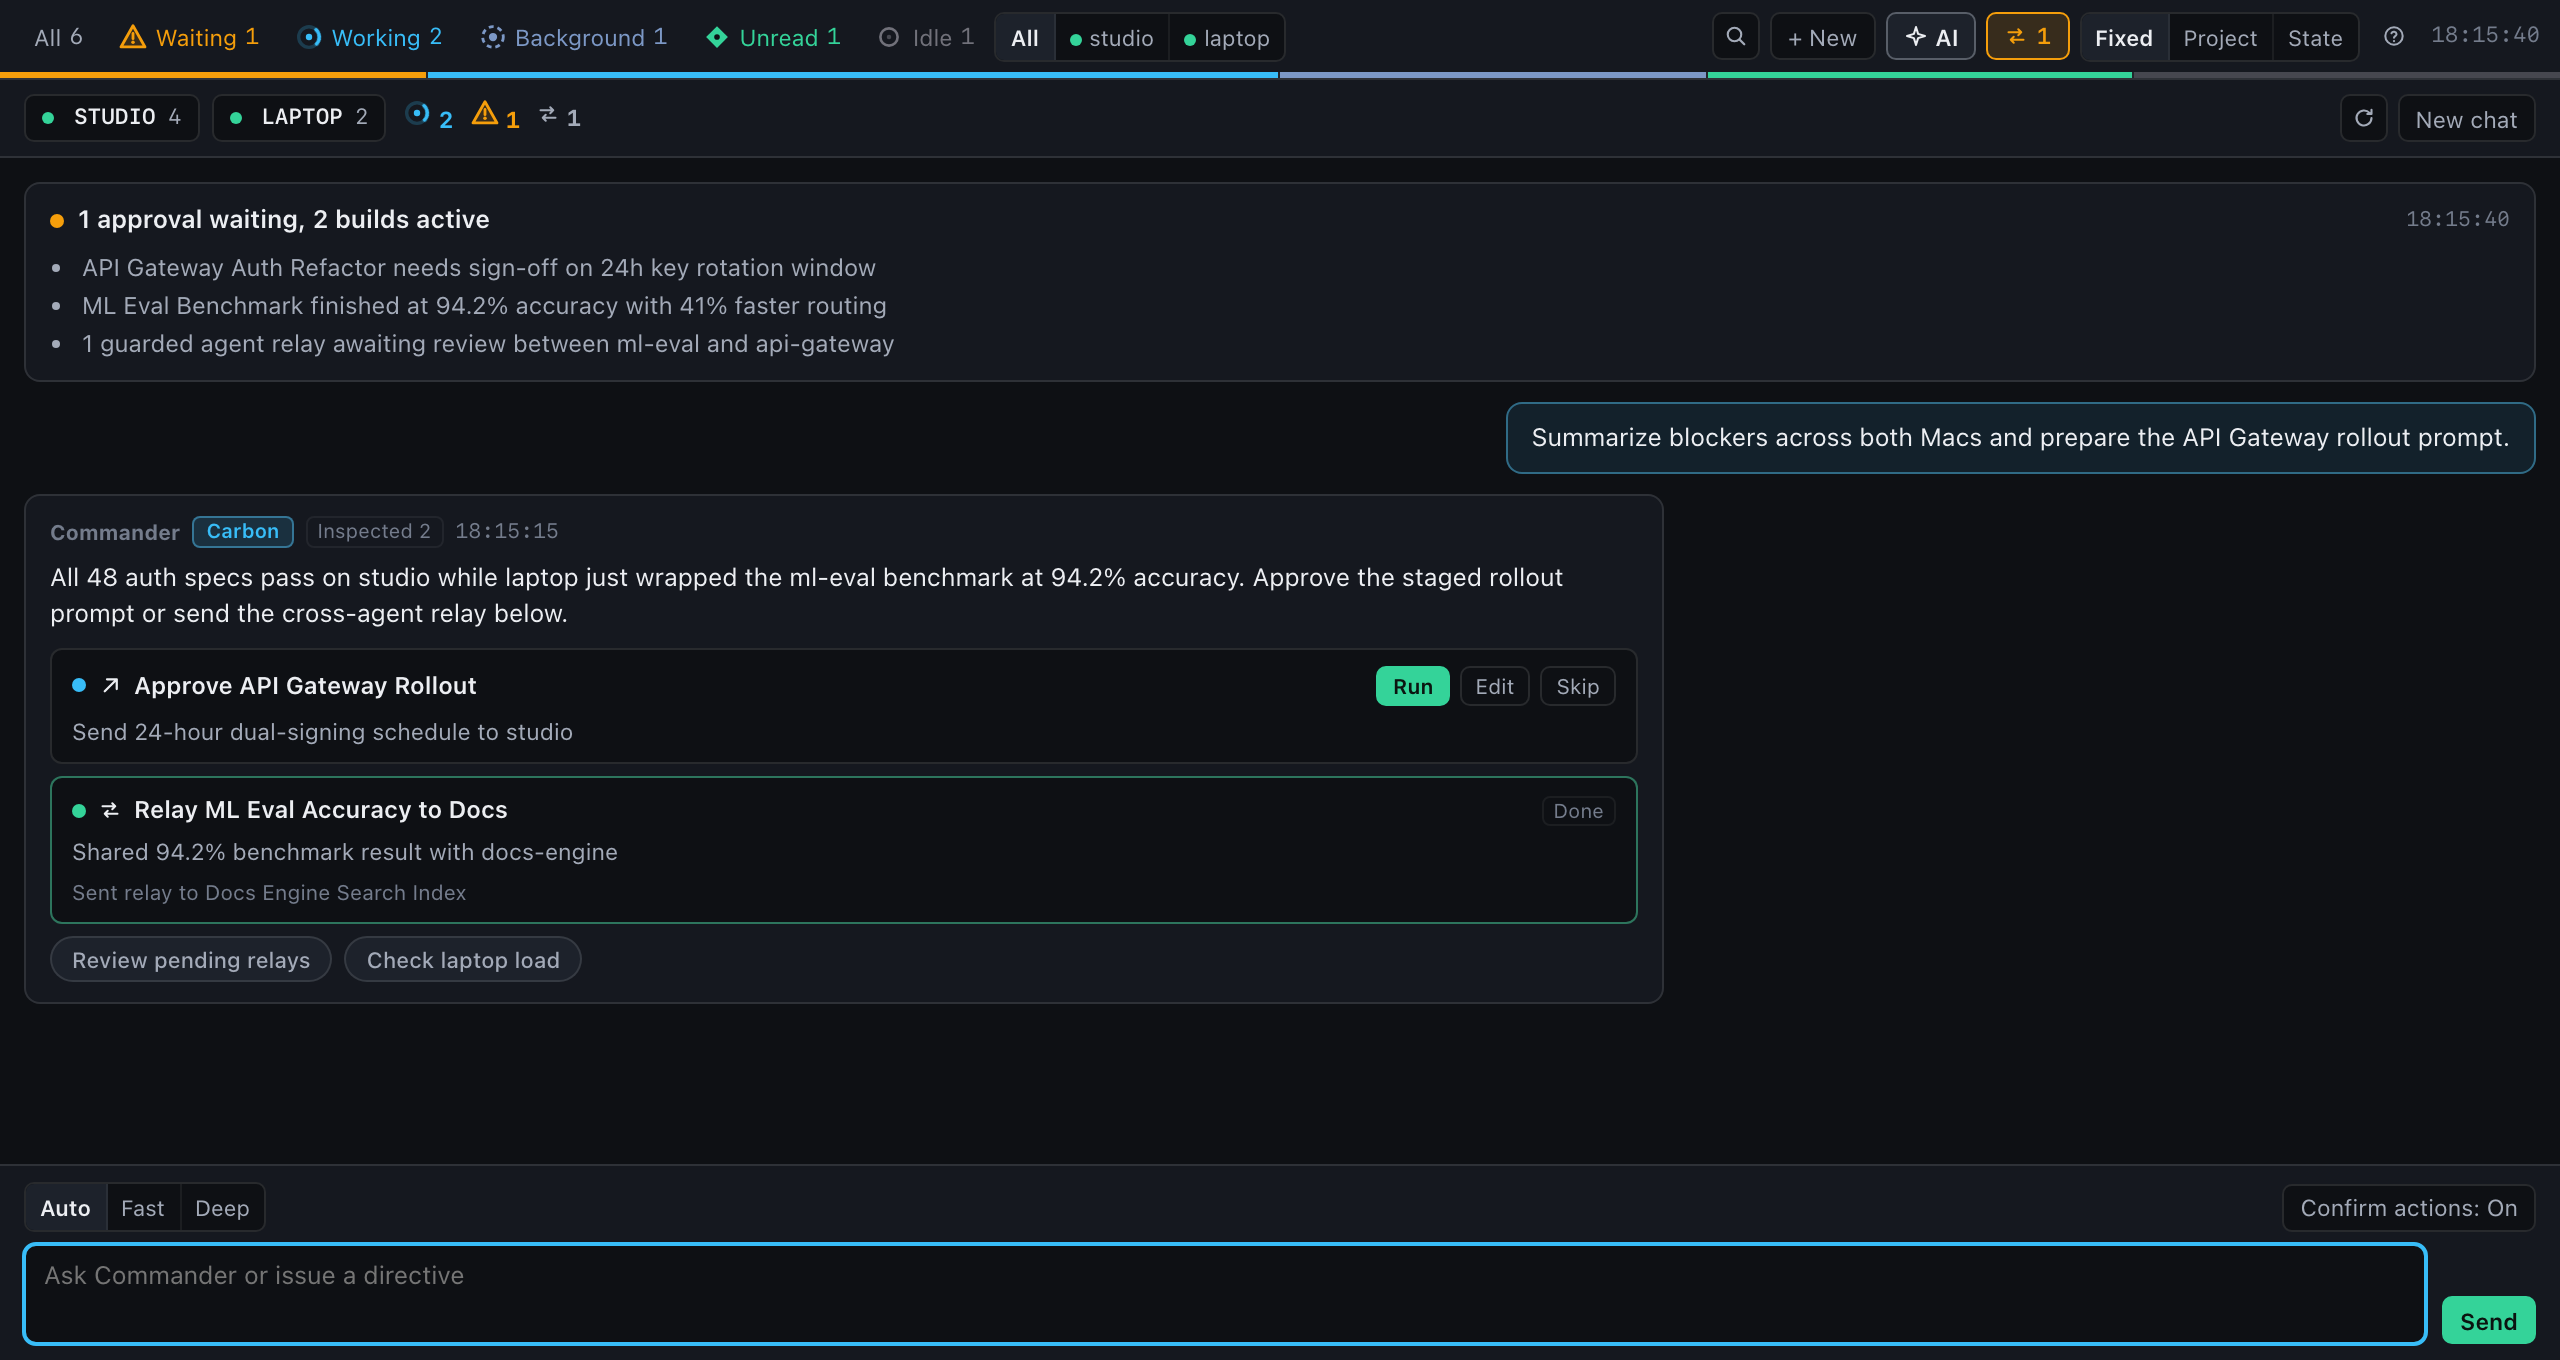 All 6 Waiting 1 Working 2 Background 1 Unread 1 Idle 1 All studio laptop + New AI 1 Fixed Project State 18:15:40
STUDIO 4 LAPTOP 2 2 1 1 New chat
1 approval waiting, 2 builds active 18:15:40
• API Gateway Auth Refactor needs sign-off on 24h key rotation window
• ML Eval Benchmark finished at 94.2% accuracy with 41% faster routing
• 1 guarded agent relay awaiting review between ml-eval and api-gateway
Summarize blockers across both Macs and prepare the API Gateway rollout prompt.
Commander Carbon Inspected 2 18:15:15
All 48 auth specs pass on studio while laptop just wrapped the ml-eval benchmark at 94.2% accuracy. Approve the staged rollout
prompt or send the cross-agent relay below.
Approve API Gateway Rollout Run Edit Skip
Send 24-hour dual-signing schedule to studio
Relay ML Eval Accuracy to Docs Done
Shared 94.2% benchmark result with docs-engine
Sent relay to Docs Engine Search Index
Review pending relays Check laptop load
Auto Fast Deep Confirm actions: On
Ask Commander or issue a directive
Send